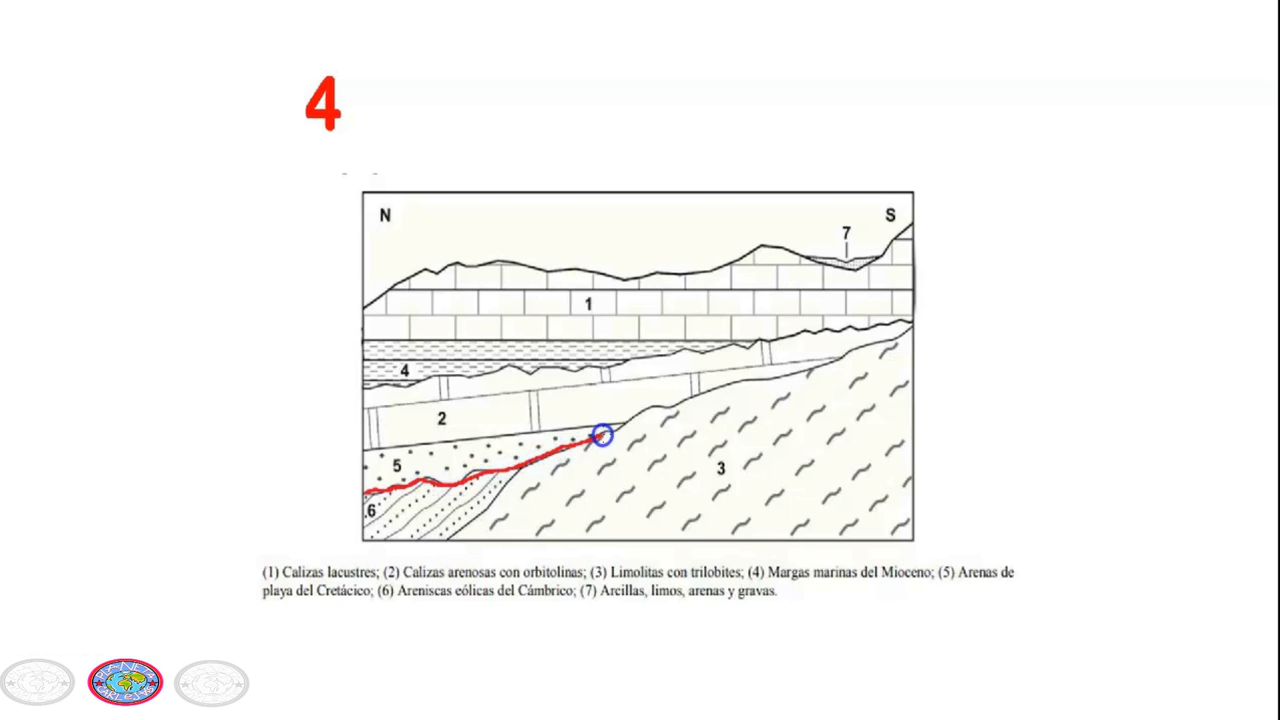 4
N
S
7
1
4
2
5
3
6
(1) Calizas lacustres; (2) Calizas arenosas con orbitolinas; (3) Limolitas con trilobites; (4) Margas marinas del Mioceno; (5) Arenas de
playa del Cretácico; (6) Areniscas eólicas del Cámbrico; (7) Arcillas, limos, arenas y gravas.
PLANETA